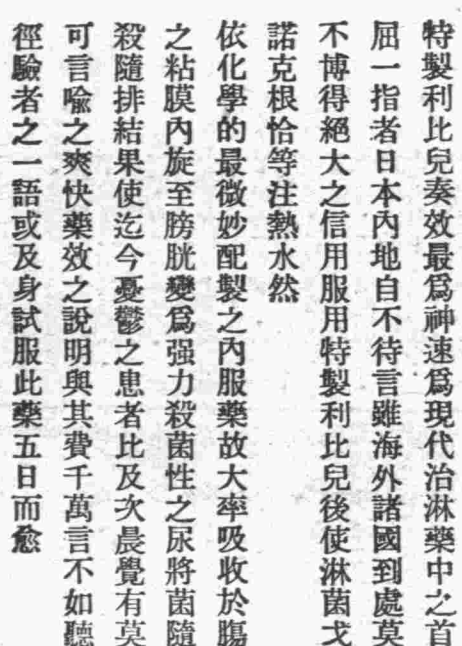 特製利比兒奏效最爲神速爲現代治淋藥中之首
屈一指者日本內地自不待言雖海外諸國到處莫
不博得絕大之信用服用特製利比兒後使淋菌戈
諾克根恰等注熱水然
依化學的最微妙配製之內服藥故大率吸收於腸
之粘膜內旋至膀胱變爲强力殺菌性之尿將菌隨
殺隨排結果使迄今憂鬱之患者比及次晨覺有莫
可言喩之爽快藥效之說明與其費千萬言不如聽
徑驗者之一語或及身試服此藥五日而愈